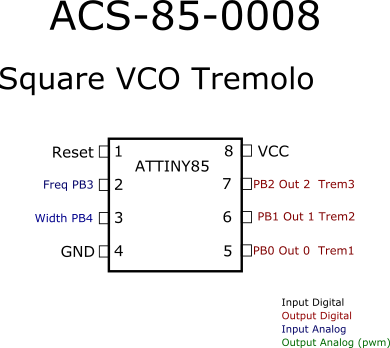 ACS-85-0008
Square VCO Tremolo
Reset 1 8 VCC
ATTINY85
Freq PB3 2 7 PB2 Out 2 Trem3
Width PB4 3 6 PB1 Out 1 Trem2
GND 4 5 PB0 Out 0 Trem1
Input Digital
Output Digital
Input Analog
Output Analog (pwm)